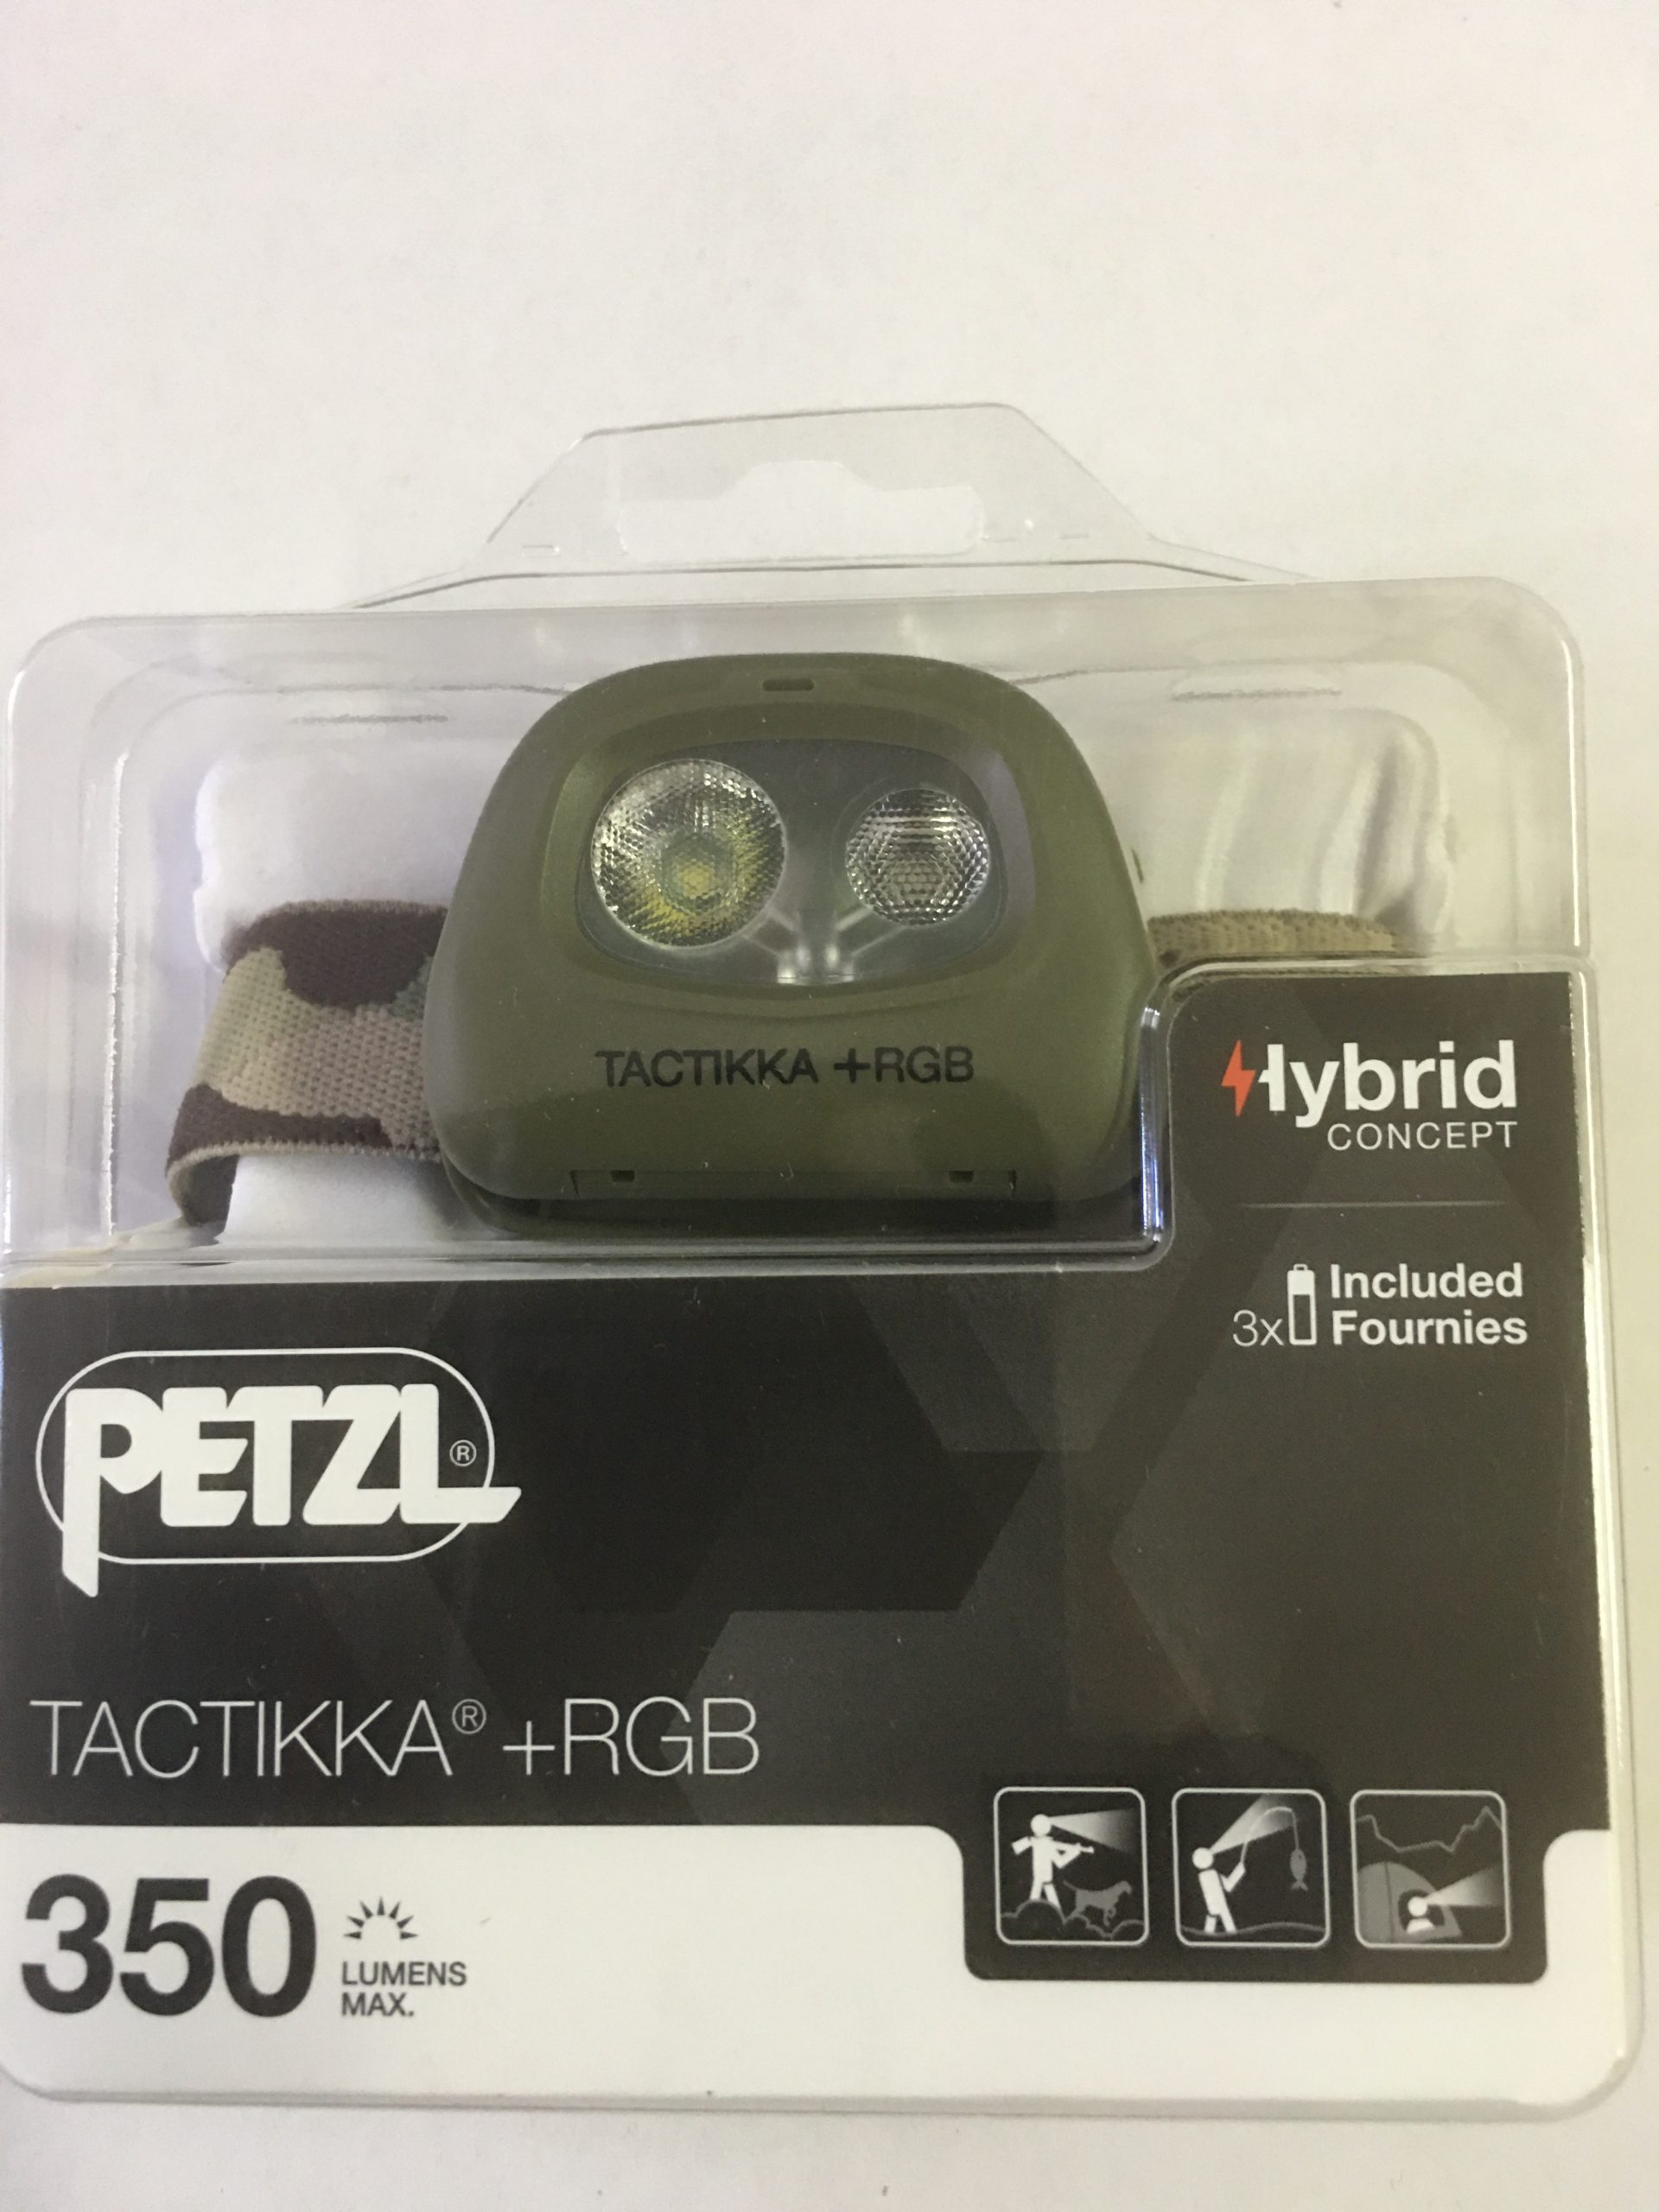 TACTIKKA +RGB
Hybrid
CONCEPT
3x Included
Fournies
PETZL®
TACTIKKA® +RGB
350 LUMENS
MAX.